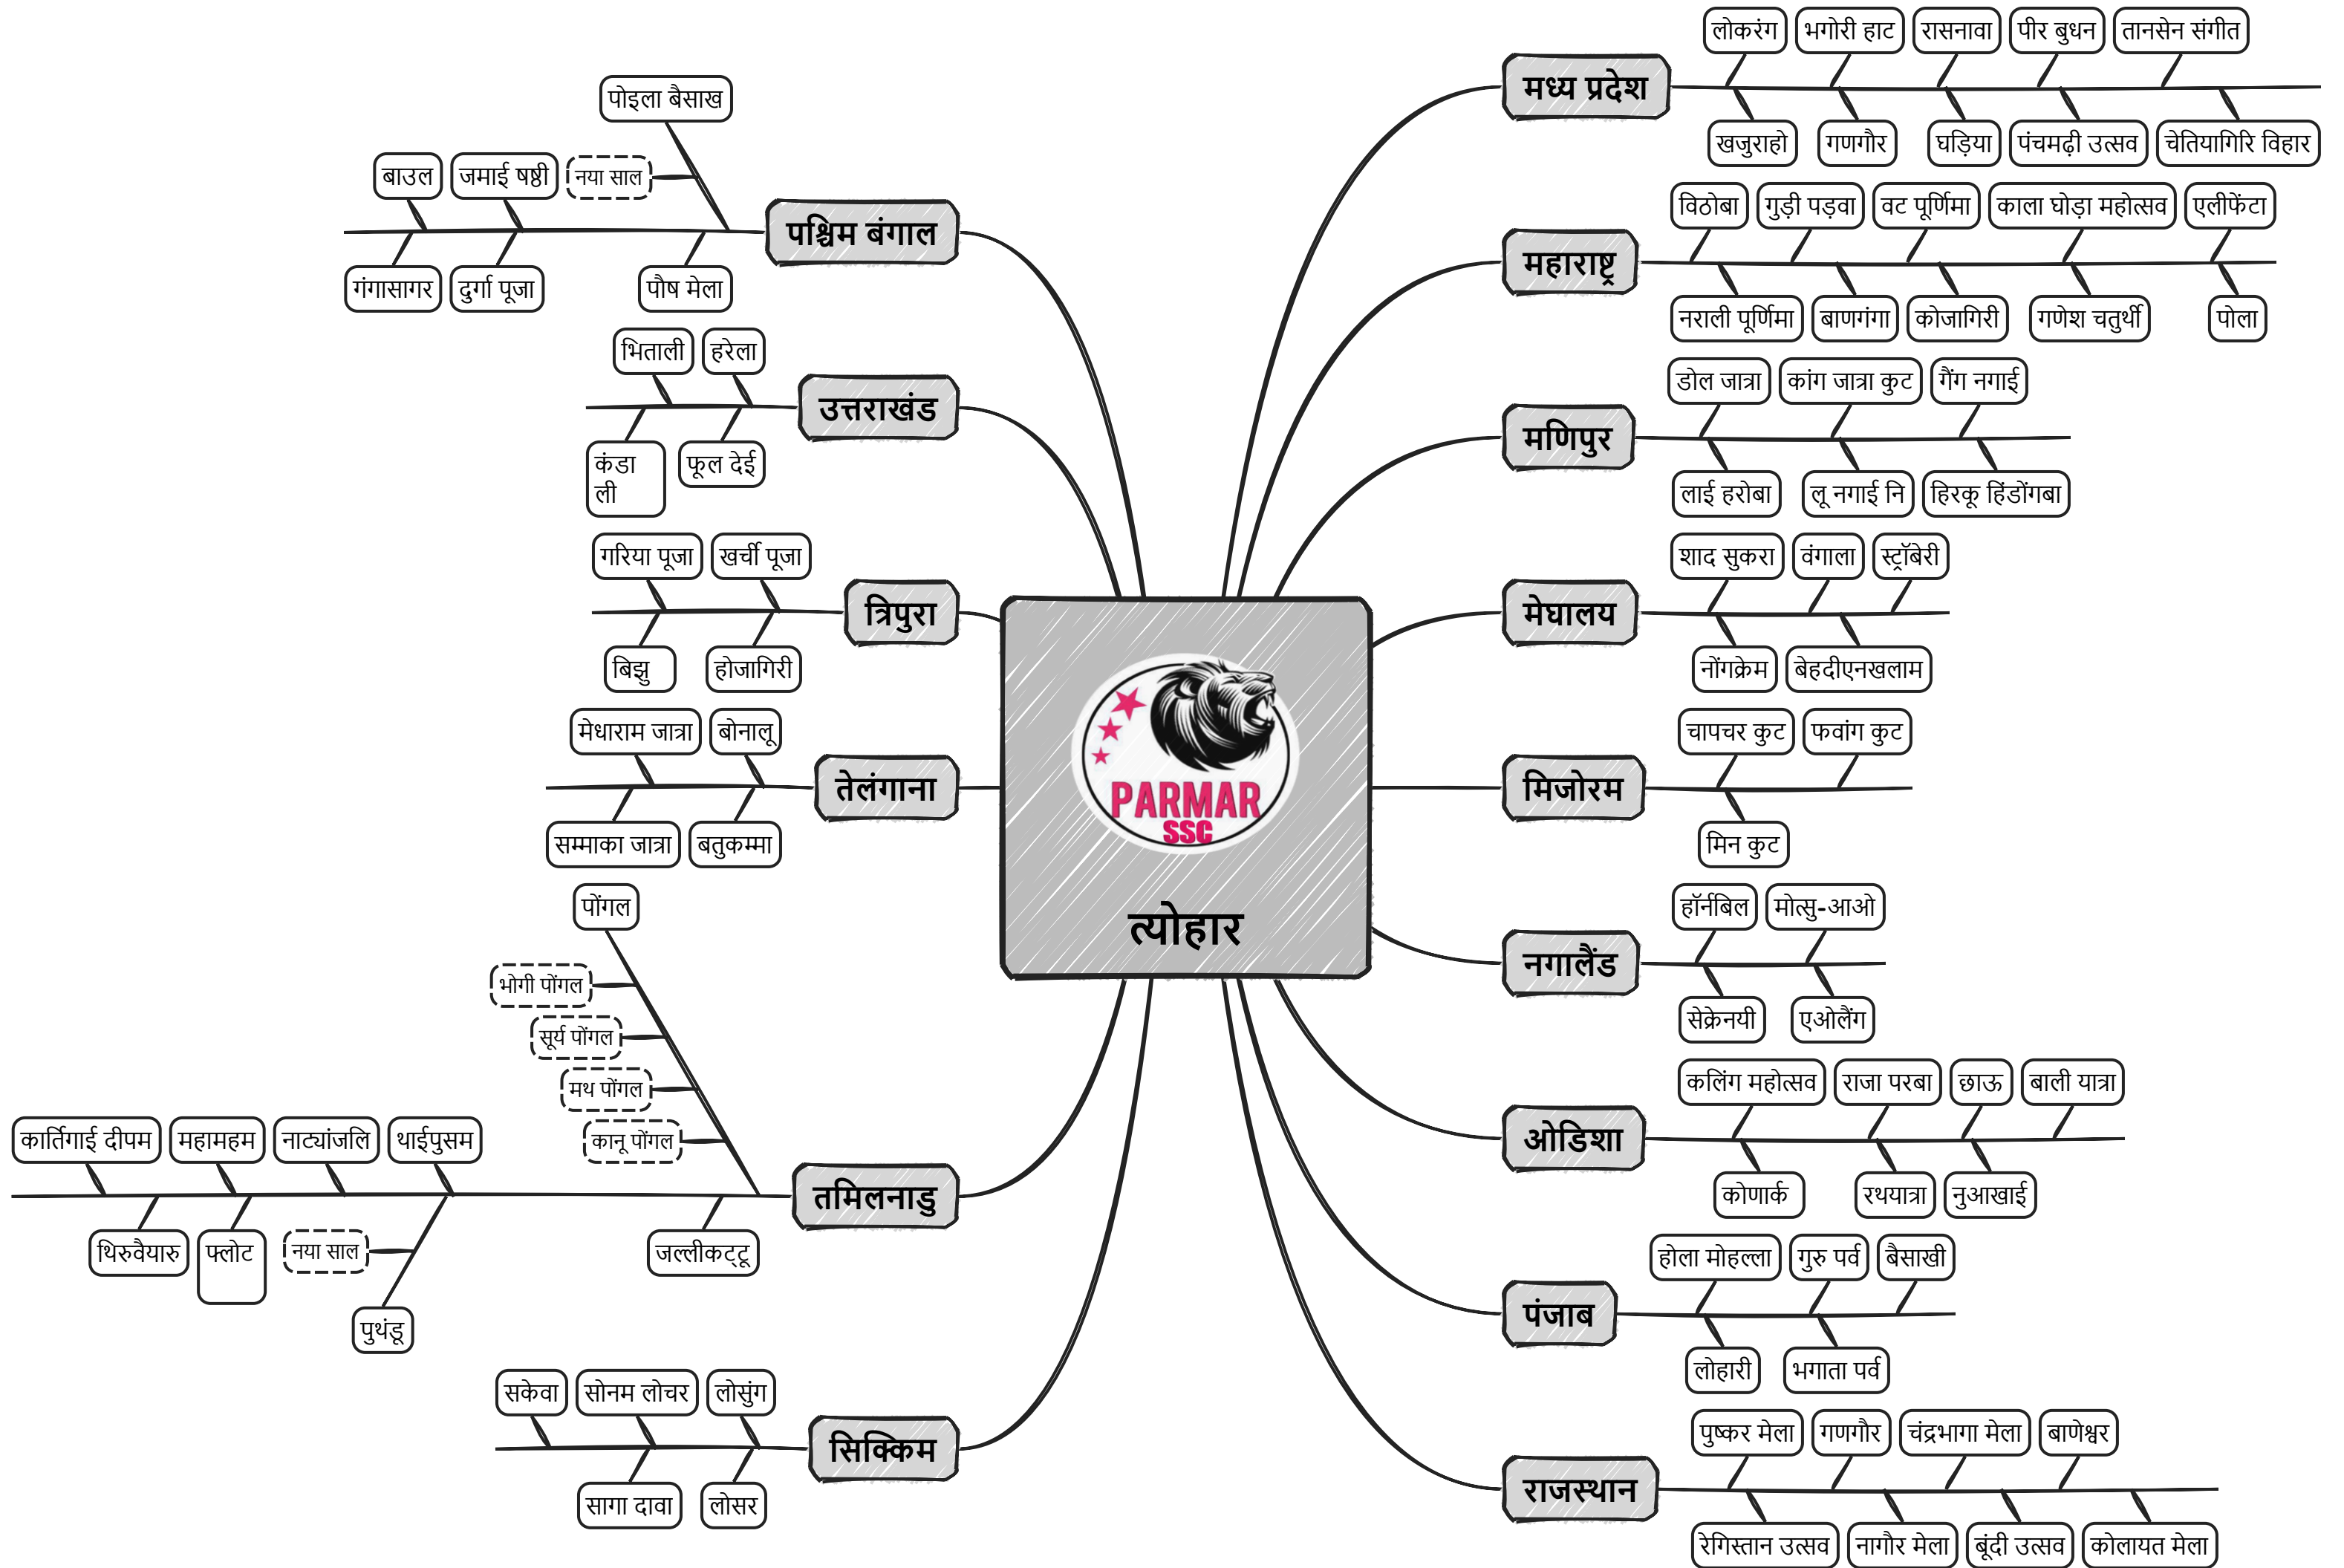 त्योहार
PARMAR
SSC
मध्य प्रदेश
लोकरंग
भगोरी हाट
रासनावा
पीर बुधन
तानसेन संगीत
खजुराहो
गणगौर
घड़िया
पंचमढ़ी उत्सव
चेतियागिरि विहार
महाराष्ट्र
विठोबा
गुड़ी पड़वा
वट पूर्णिमा
काला घोड़ा महोत्सव
एलीफेंटा
नराली पूर्णिमा
बाणगंगा
कोजागिरी
गणेश चतुर्थी
पोला
मणिपुर
डोल जात्रा
कांग जात्रा कुट
गैंग नगाई
लाई हरोबा
लू नगाई नि
हिरकू हिंडोंगबा
मेघालय
शाद सुकरा
वंगाला
स्ट्रॉबेरी
नोंगक्रेम
बेहदीएनखलाम
मिजोरम
चापचर कुट
फवांग कुट
मिन कुट
नगालैंड
हॉर्नबिल
मोत्सु-आओ
सेक्रेनयी
एओलैंग
ओडिशा
कलिंग महोत्सव
राजा परबा
छाऊ
बाली यात्रा
कोणार्क
रथयात्रा
नुआखाई
पंजाब
होला मोहल्ला
गुरु पर्व
बैसाखी
लोहारी
भगाता पर्व
राजस्थान
पुष्कर मेला
गणगौर
चंद्रभागा मेला
बाणेश्वर
रेगिस्तान उत्सव
नागौर मेला
बूंदी उत्सव
कोलायत मेला
पश्चिम बंगाल
पोइला बैसाख
नया साल
बाउल
जमाई षष्ठी
गंगासागर
दुर्गा पूजा
पौष मेला
उत्तराखंड
भिताली
हरेला
कंडा
ली
फूल देई
त्रिपुरा
गरिया पूजा
खर्ची पूजा
बिझु
होजागिरी
तेलंगाना
मेधाराम जात्रा
बोनालू
सम्माका जात्रा
बतुकम्मा
तमिलनाडु
पोंगल
भोगी पोंगल
सूर्य पोंगल
मथ पोंगल
कानू पोंगल
कार्तिगाई दीपम
महामहम
नाट्यांजलि
थाईपुसम
थिरुवैयारु
फ्लोट
नया साल
पुथंडू
जल्लीकट्टू
सिक्किम
सकेवा
सोनम लोचर
लोसुंग
सागा दावा
लोसर